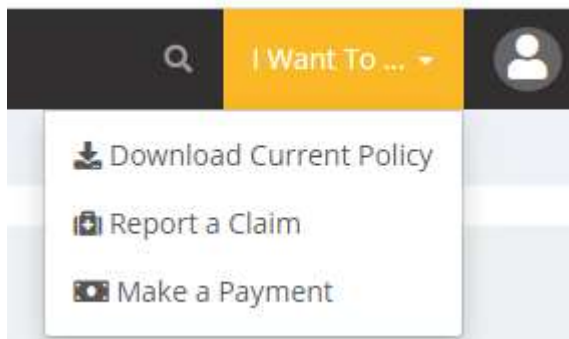 I Want To ...
Download Current Policy
Report a Claim
Make a Payment